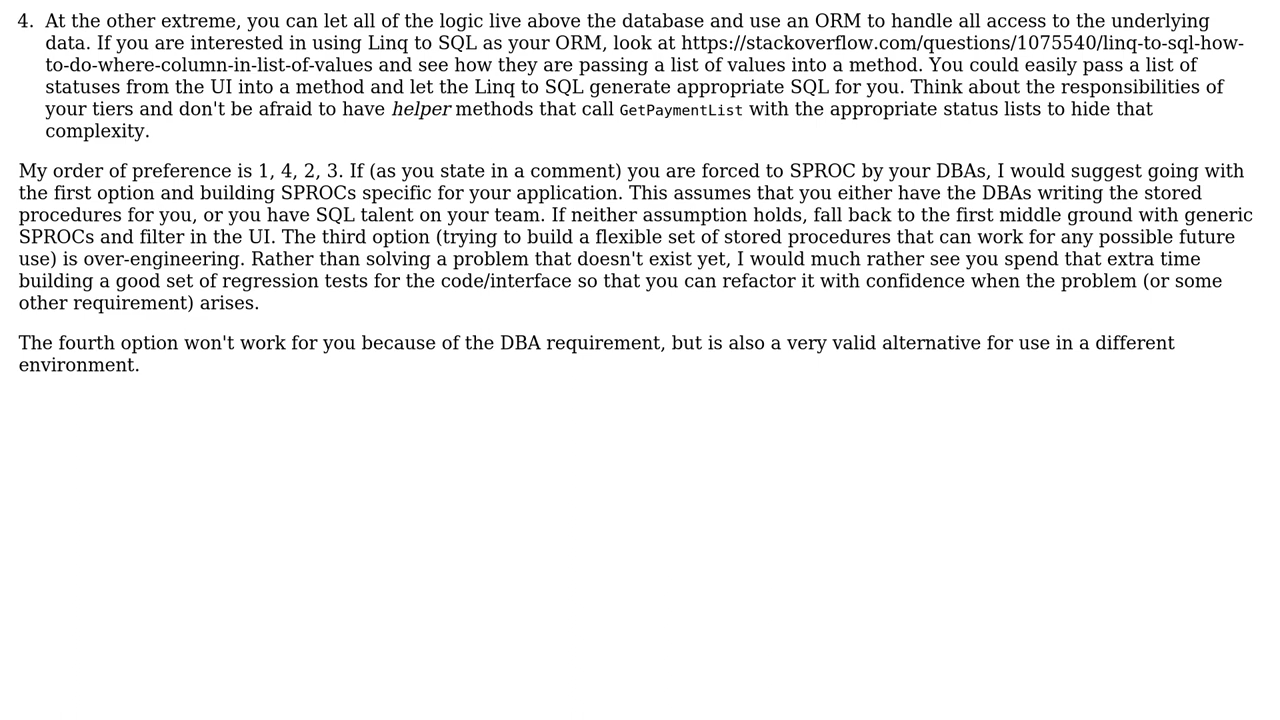 4. At the other extreme, you can let all of the logic live above the database and use an ORM to handle all access to the underlying
data. If you are interested in using Linq to SQL as your ORM, look at https://stackoverflow.com/questions/1075540/linq-to-sql-how-
to-do-where-column-in-list-of-values and see how they are passing a list of values into a method. You could easily pass a list of
statuses from the UI into a method and let the Linq to SQL generate appropriate SQL for you. Think about the responsibilities of
your tiers and don't be afraid to have helper methods that call GetPaymentList with the appropriate status lists to hide that
complexity.
My order of preference is 1, 4, 2, 3. If (as you state in a comment) you are forced to SPROC by your DBAs, I would suggest going with
the first option and building SPROCs specific for your application. This assumes that you either have the DBAs writing the stored
procedures for you, or you have SQL talent on your team. If neither assumption holds, fall back to the first middle ground with generic
SPROCs and filter in the UI. The third option (trying to build a flexible set of stored procedures that can work for any possible future
use) is over-engineering. Rather than solving a problem that doesn't exist yet, I would much rather see you spend that extra time
building a good set of regression tests for the code/interface so that you can refactor it with confidence when the problem (or some
other requirement) arises.
The fourth option won't work for you because of the DBA requirement, but is also a very valid alternative for use in a different
environment.